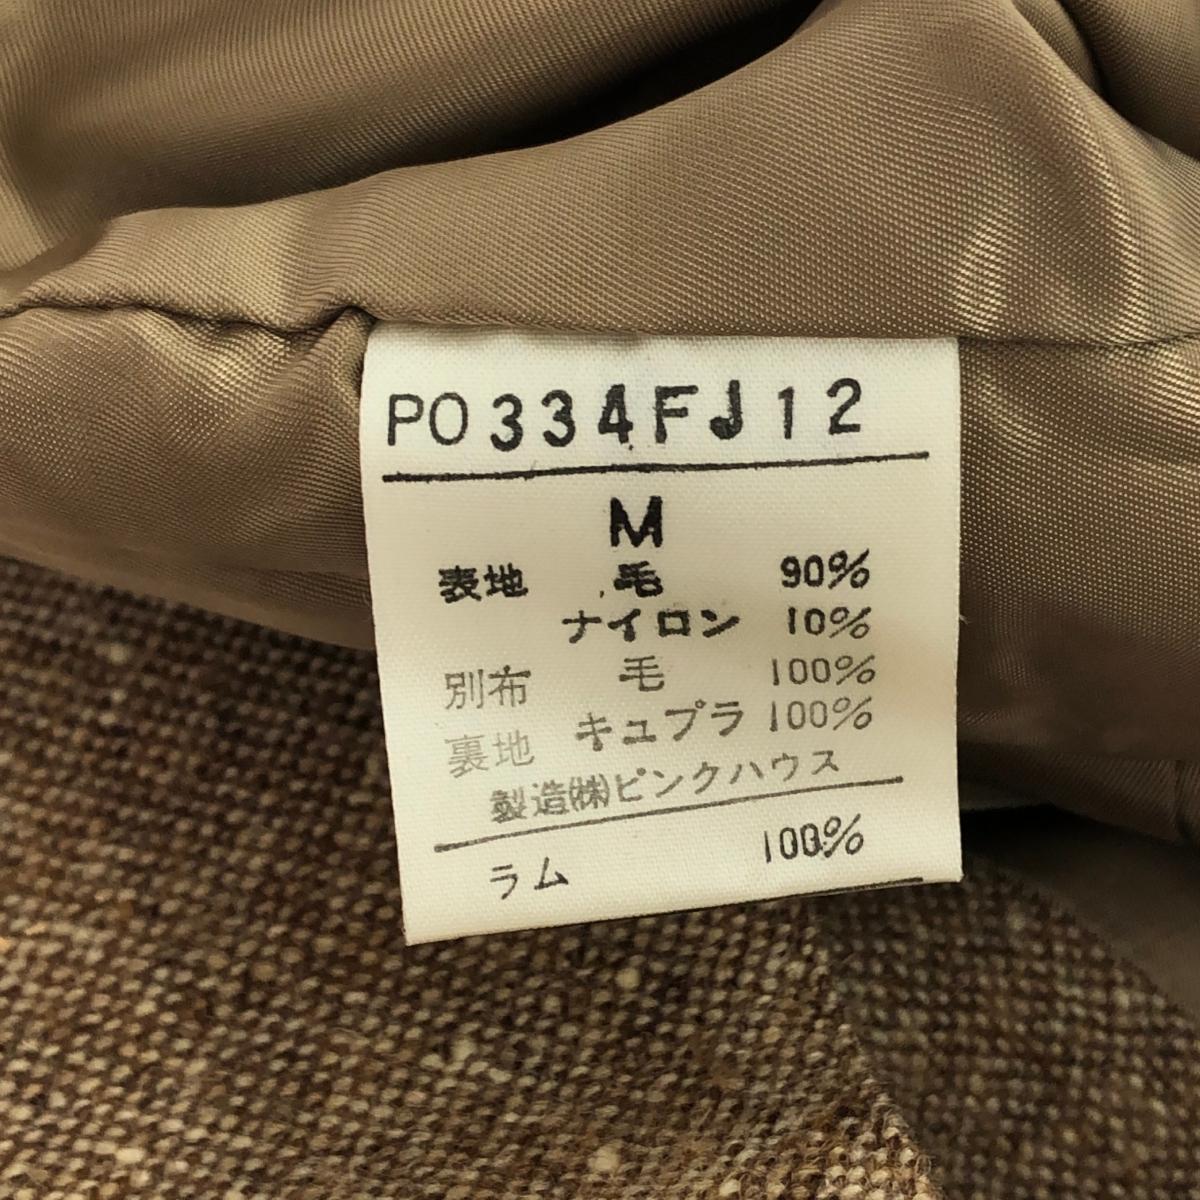 PO334FJ12
M
表地 毛 90%
ナイロン 10%
別布 毛 100%
裏地 キュプラ 100%
製造㈱ピンクハウス
ラム 100%